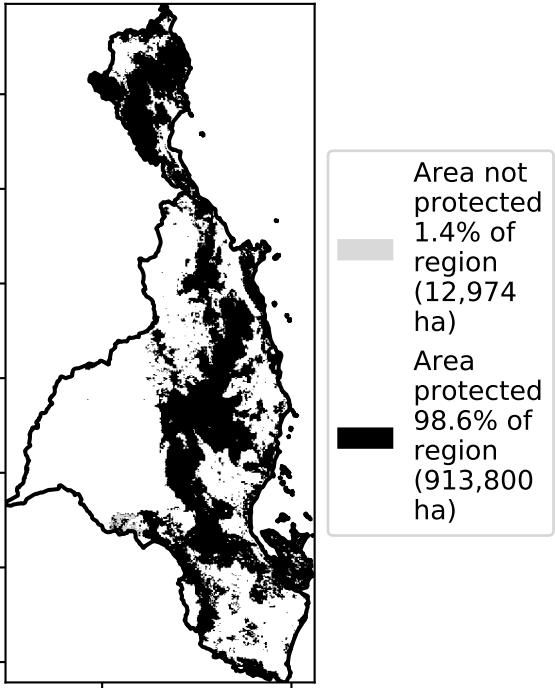 Area not
protected
1.4% of
region
(12,974
ha)
Area
protected
98.6% of
region
(913,800
ha)